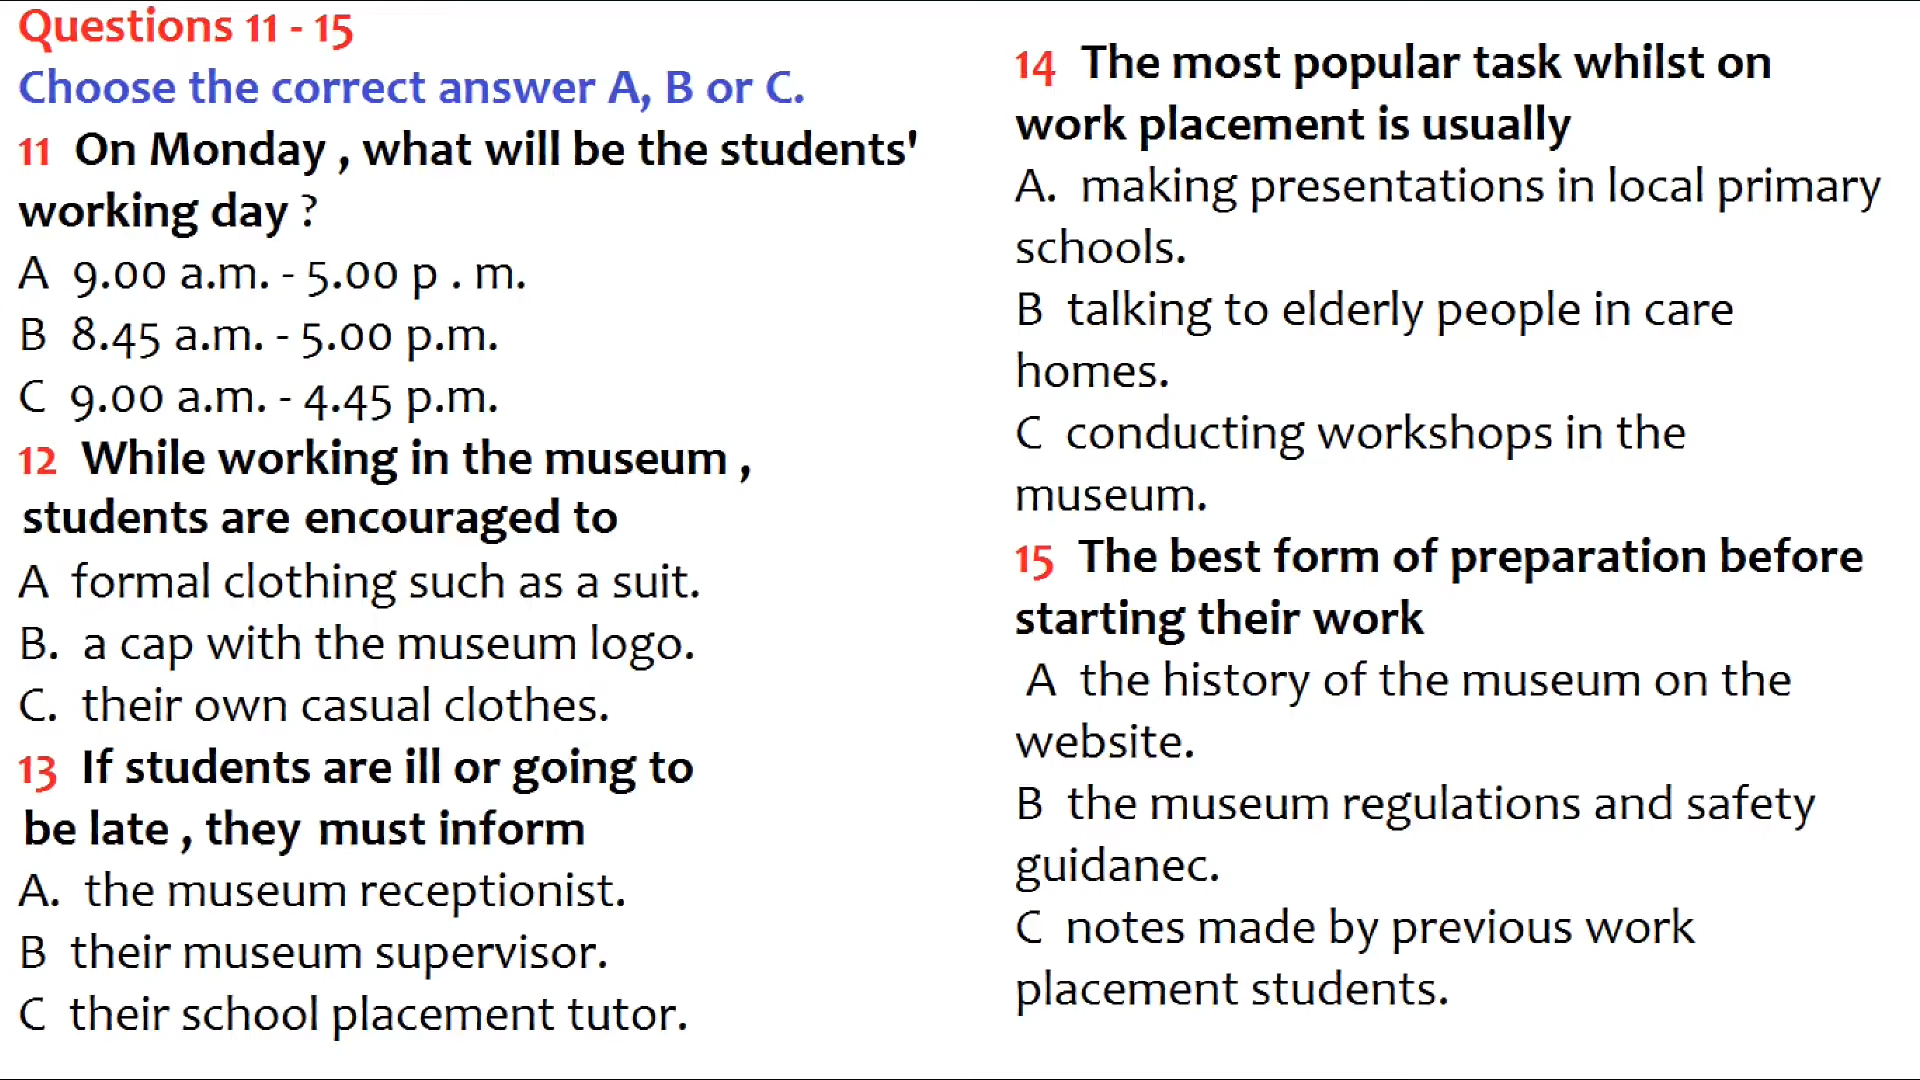 Questions 11 - 15
Choose the correct answer A, B or C.
11 On Monday , what will be the students'
working day ?
A 9.00 a.m. - 5.00 p . m.
B 8.45 a.m. - 5.00 p.m.
C 9.00 a.m. - 4.45 p.m.
12 While working in the museum ,
students are encouraged to
A formal clothing such as a suit.
B. a cap with the museum logo.
C. their own casual clothes.
13 If students are ill or going to
be late , they must inform
A. the museum receptionist.
B their museum supervisor.
C their school placement tutor.
14 The most popular task whilst on
work placement is usually
A. making presentations in local primary
schools.
B talking to elderly people in care
homes.
C conducting workshops in the
museum.
15 The best form of preparation before
starting their work
A the history of the museum on the
website.
B the museum regulations and safety
guidanec.
C notes made by previous work
placement students.